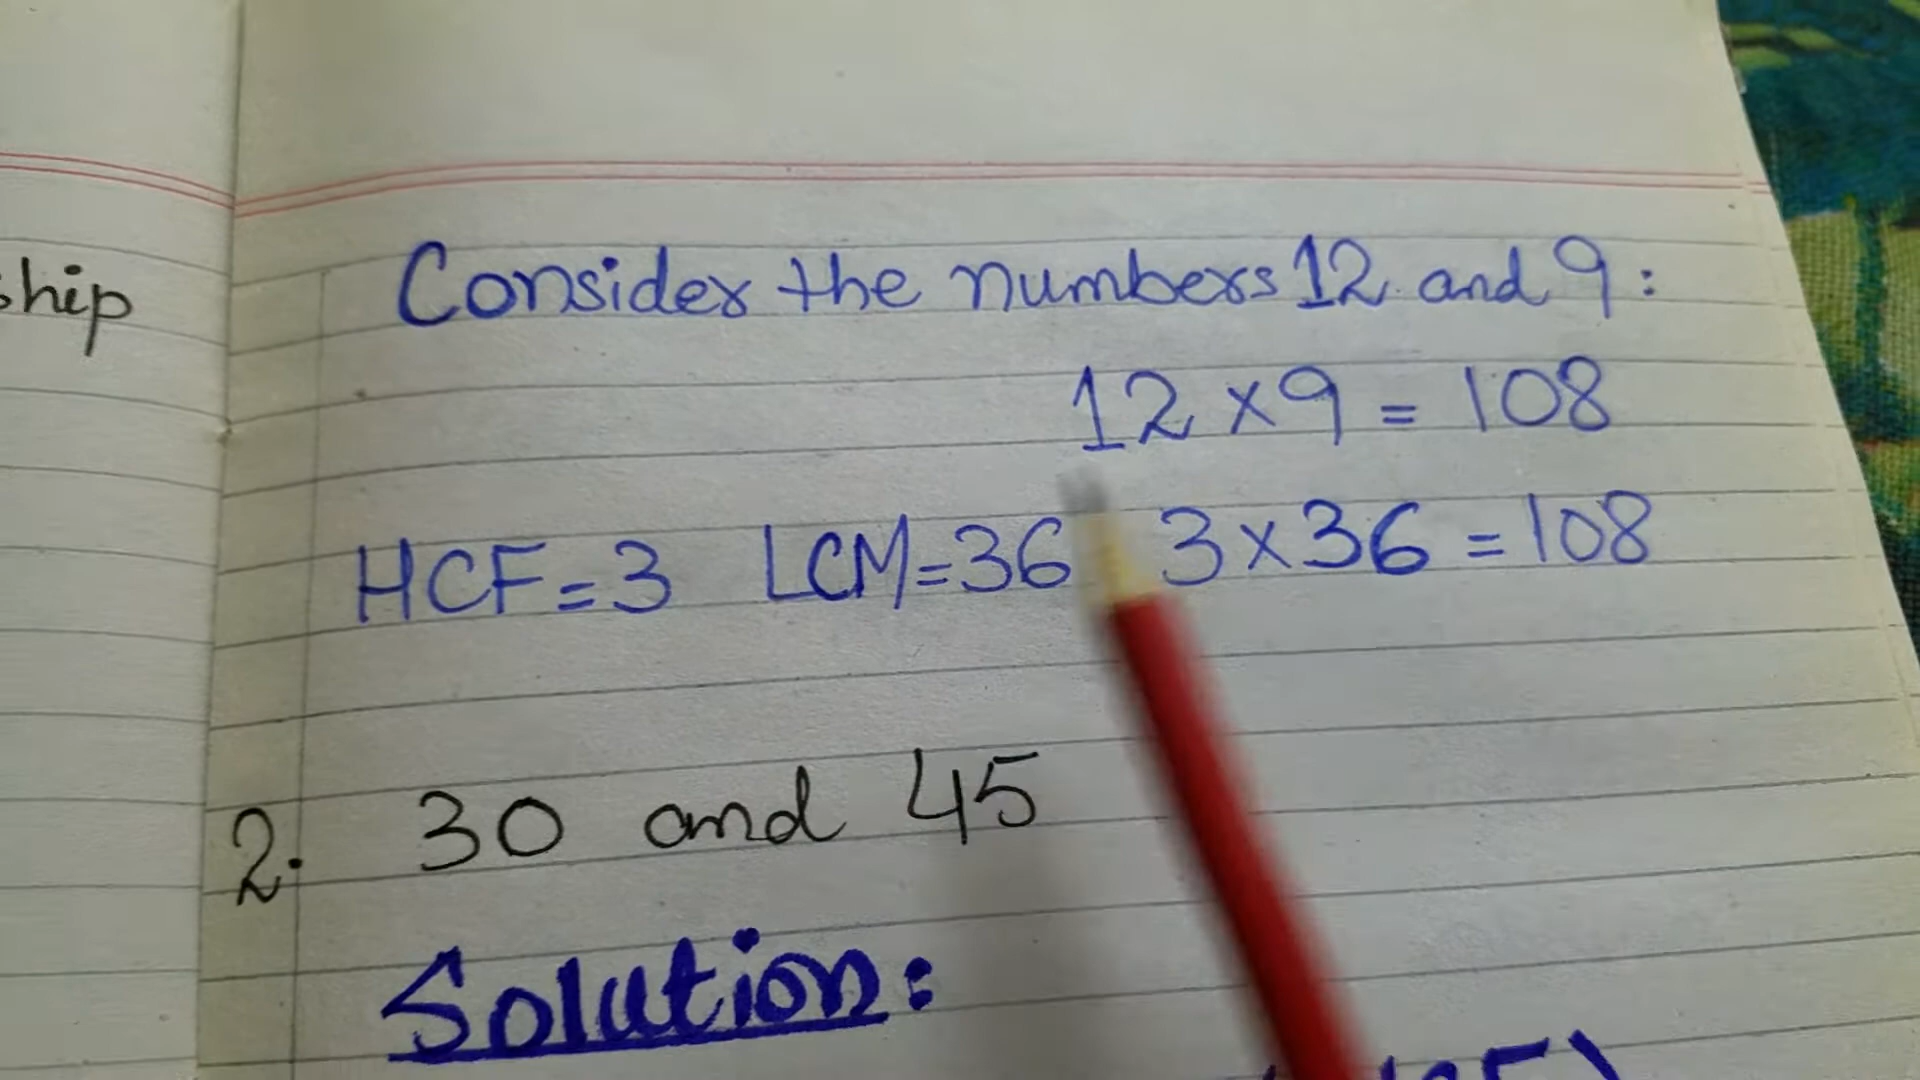 ship
Consider the numbers 12 and 9:
12 × 9 = 108
HCF = 3 LCM = 36 3 × 36 = 108
2. 30 and 45
Solution: